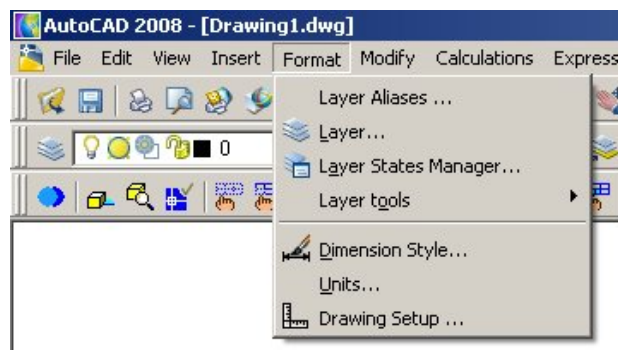 AutoCAD 2008 - [Drawing1.dwg]
File Edit View Insert Format Modify Calculations Express
Layer Aliases ...
0
Layer...
Layer States Manager...
Layer tools
Dimension Style...
Units...
Drawing Setup ...